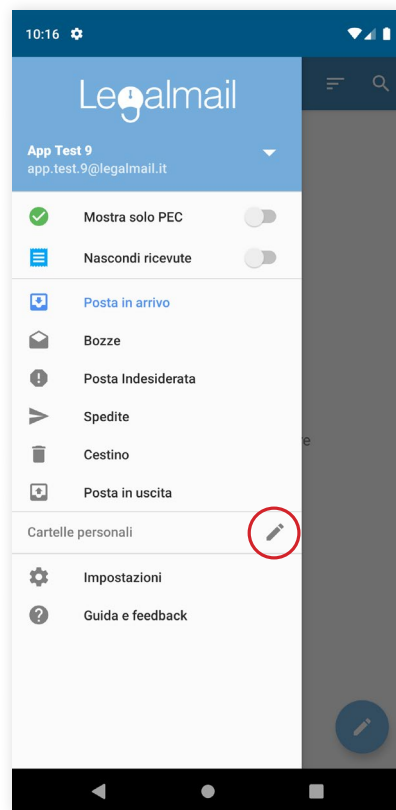 10:16
Legalmail
App Test 9
app.test.9@legalmail.it
Mostra solo PEC
Nascondi ricevute
Posta in arrivo
Bozze
Posta Indesiderata
Spedite
e
Cestino
Posta in uscita
Cartelle personali
Impostazioni
Guida e feedback